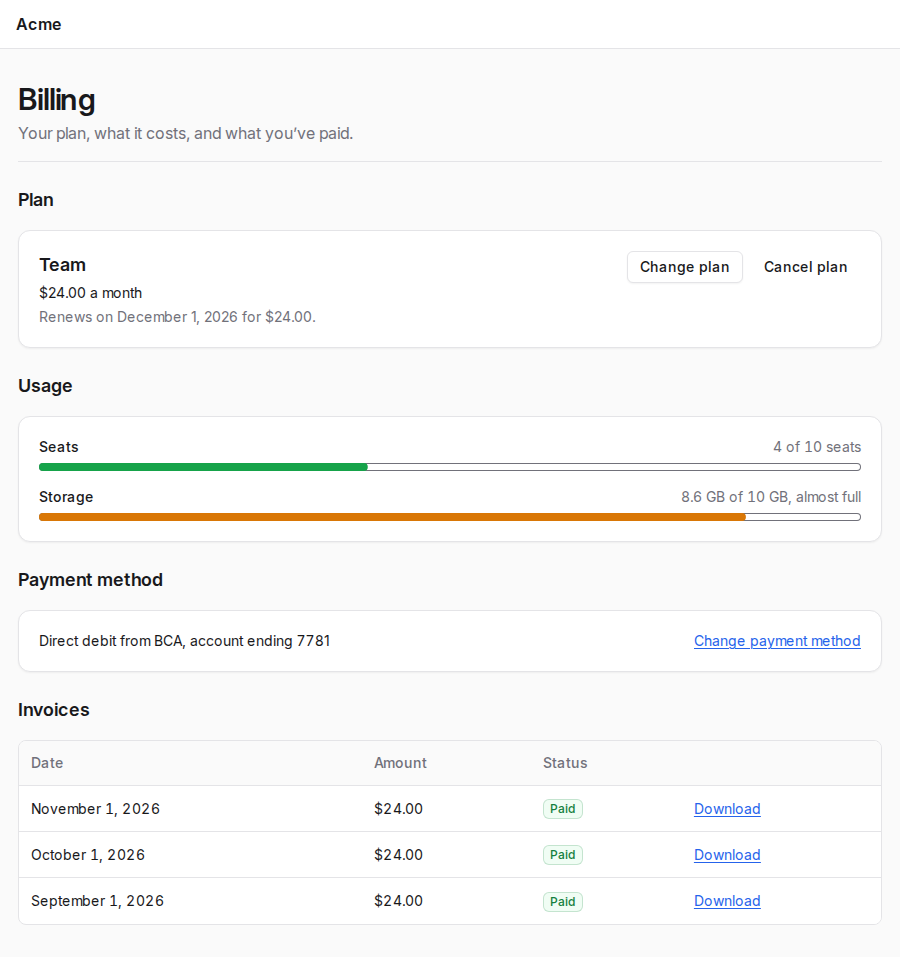 Acme
Billing
Your plan, what it costs, and what you’ve paid.
Plan
Team
Change plan
Cancel plan
$24.00 a month
Renews on December 1, 2026 for $24.00.
Usage
Seats
4 of 10 seats
Storage
8.6 GB of 10 GB, almost full
Payment method
Direct debit from BCA, account ending 7781
Change payment method
Invoices
Date Amount Status
November 1, 2026 $24.00 Paid Download
October 1, 2026 $24.00 Paid Download
September 1, 2026 $24.00 Paid Download